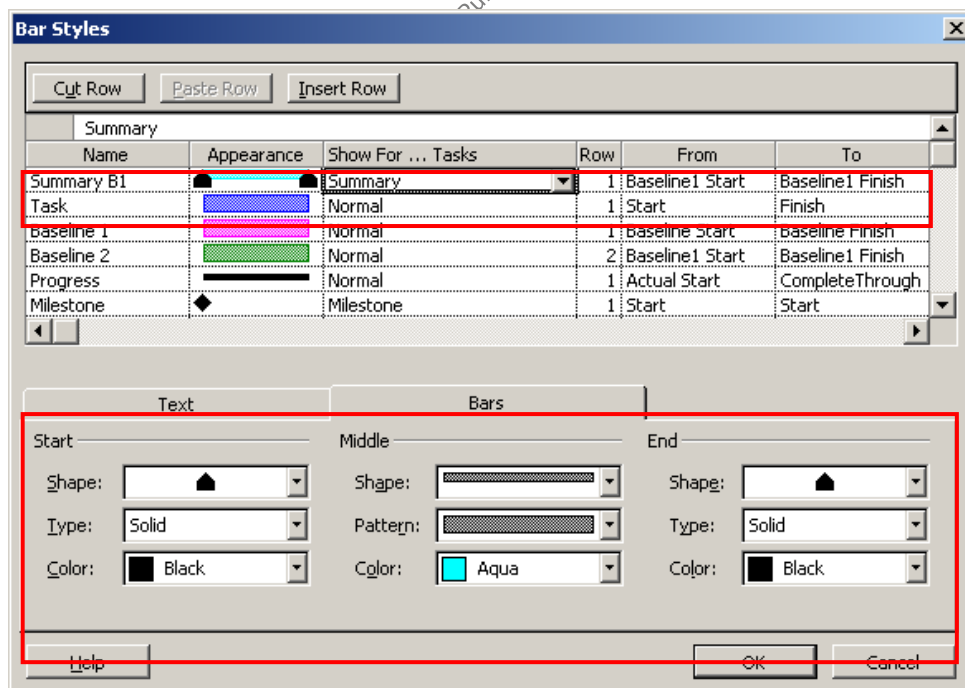 Bar Styles
Cut Row Paste Row Insert Row
Summary
Name Appearance Show For ... Tasks Row From To
Summary B1 Summary 1 Baseline1 Start Baseline1 Finish
Task Normal 1 Start Finish
Baseline 1 Normal 1 Baseline Start Baseline Finish
Baseline 2 Normal 2 Baseline1 Start Baseline1 Finish
Progress Normal 1 Actual Start CompleteThrough
Milestone Milestone 1 Start Start
Text Bars
Start Middle End
Shape: Shape: Shape:
Type: Solid Pattern: Type: Solid
Color: Black Color: Aqua Color: Black
Help OK Cancel